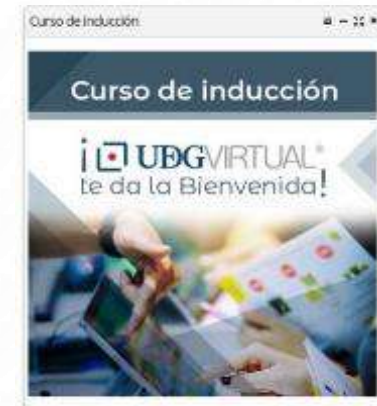 Curso de inducción
Curso de inducción
¡ UDGVIRTUAL®
te da la Bienvenida!